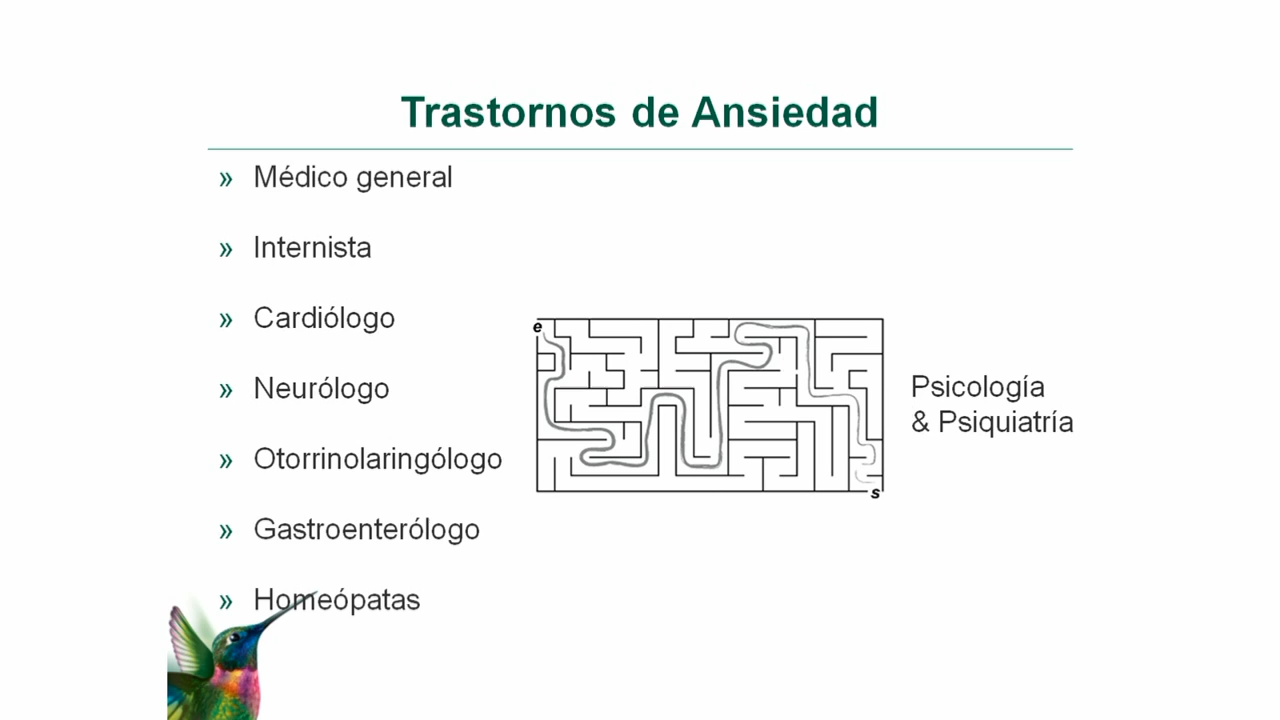 Trastornos de Ansiedad
» Médico general
» Internista
» Cardiólogo
» Neurólogo
» Otorrinolaringólogo
» Gastroenterólogo
» Homeópatas
e
s
Psicología
& Psiquiatría